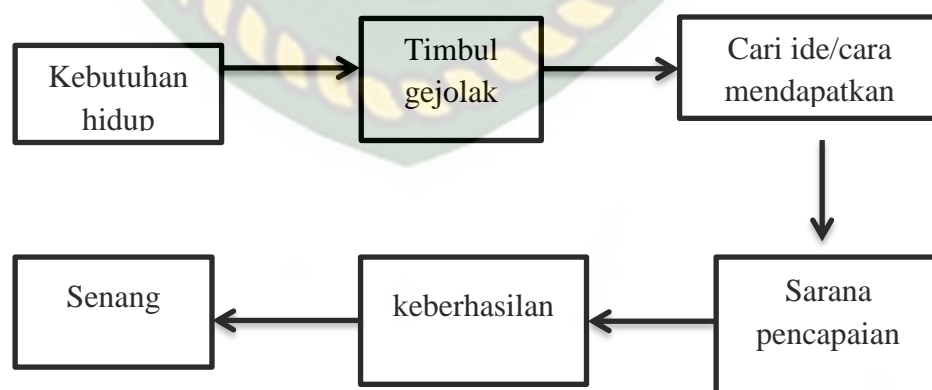 Kebutuhan
hidup
Timbul
gejolak
Cari ide/cara
mendapatkan
Sarana
pencapaian
keberhasilan
Senang